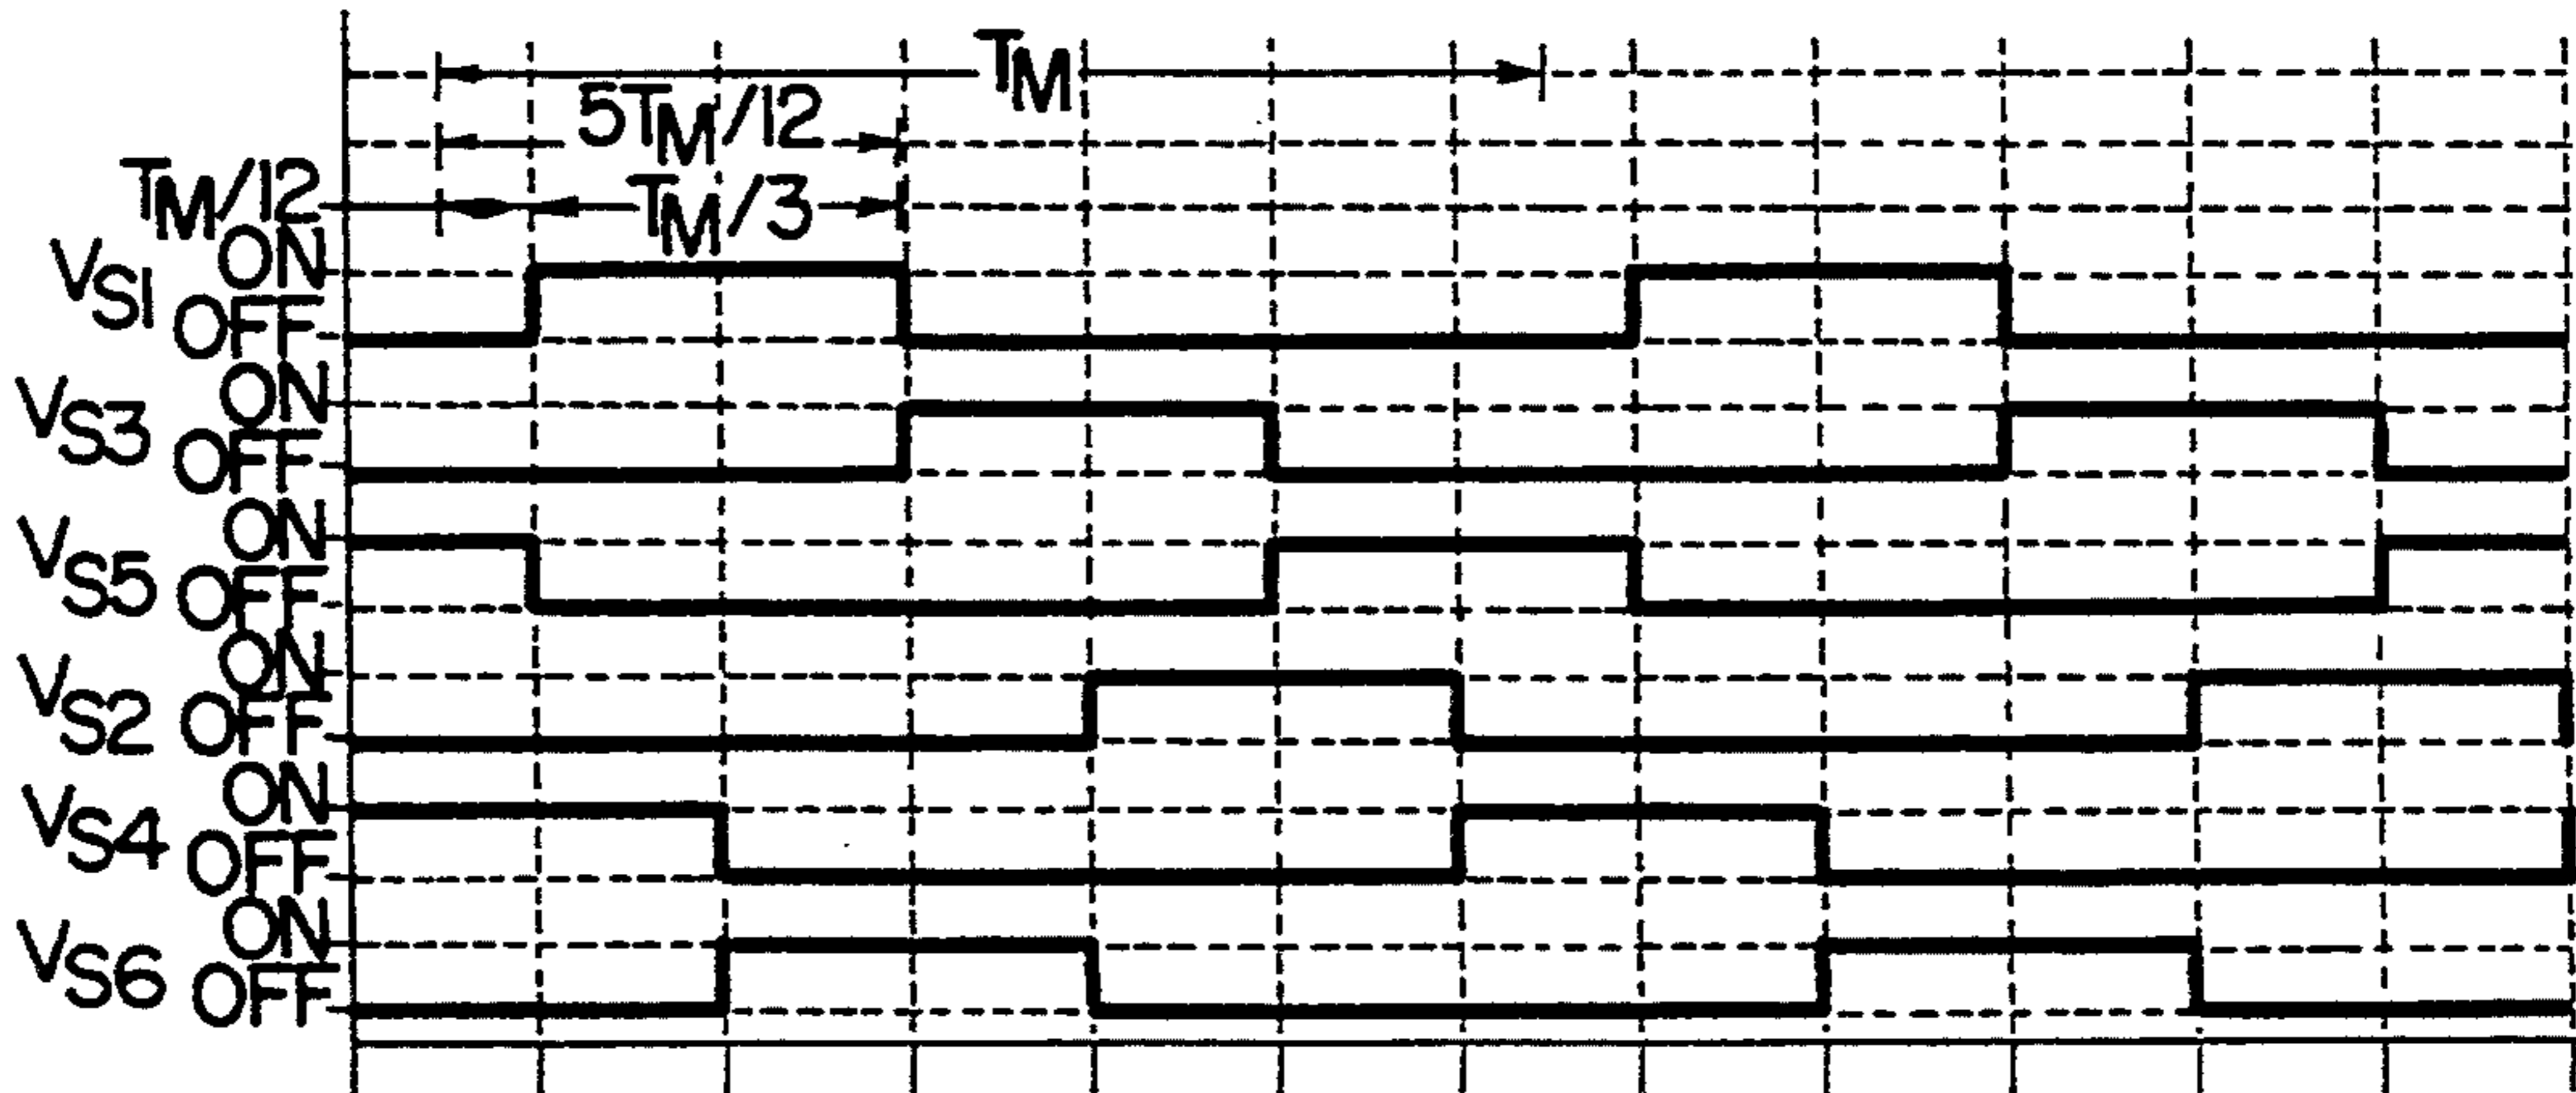 TM
5TM/12
TM/12
TM/3
VS1 ON
OFF
VS3 ON
OFF
VS5 ON
OFF
VS2 ON
OFF
VS4 ON
OFF
VS6 ON
OFF